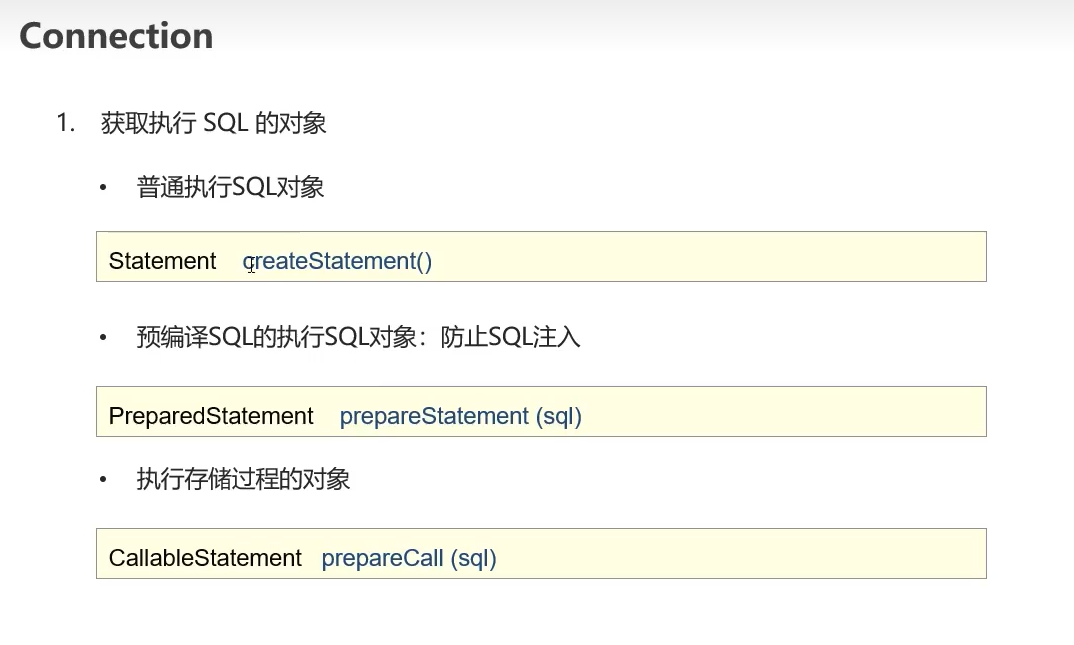 Connection
1. 获取执行 SQL 的对象
• 普通执行SQL对象
Statement createStatement()
• 预编译SQL的执行SQL对象：防止SQL注入
PreparedStatement prepareStatement (sql)
• 执行存储过程的对象
CallableStatement prepareCall (sql)